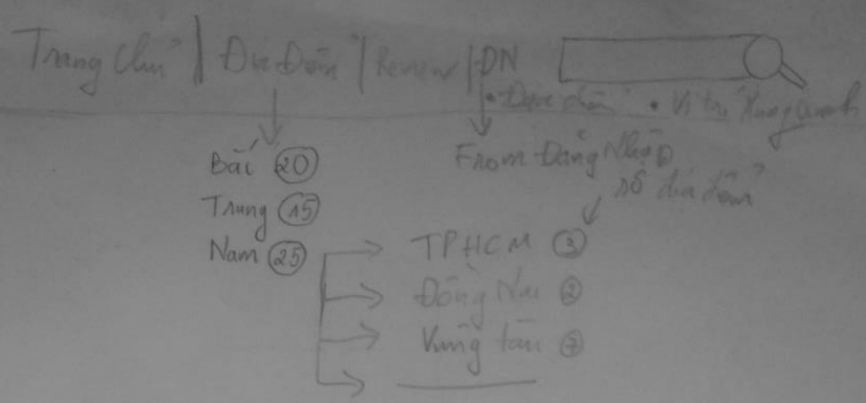 Trang chủ | Địa Điểm | Review | ĐN
• Địa điểm • Vị trí Xung Quanh
Bắc 20
From Đăng Nhập
Trung 15
số địa điểm
Nam 25
TPHCM 3
Đồng Nai 2
Vũng tàu 7